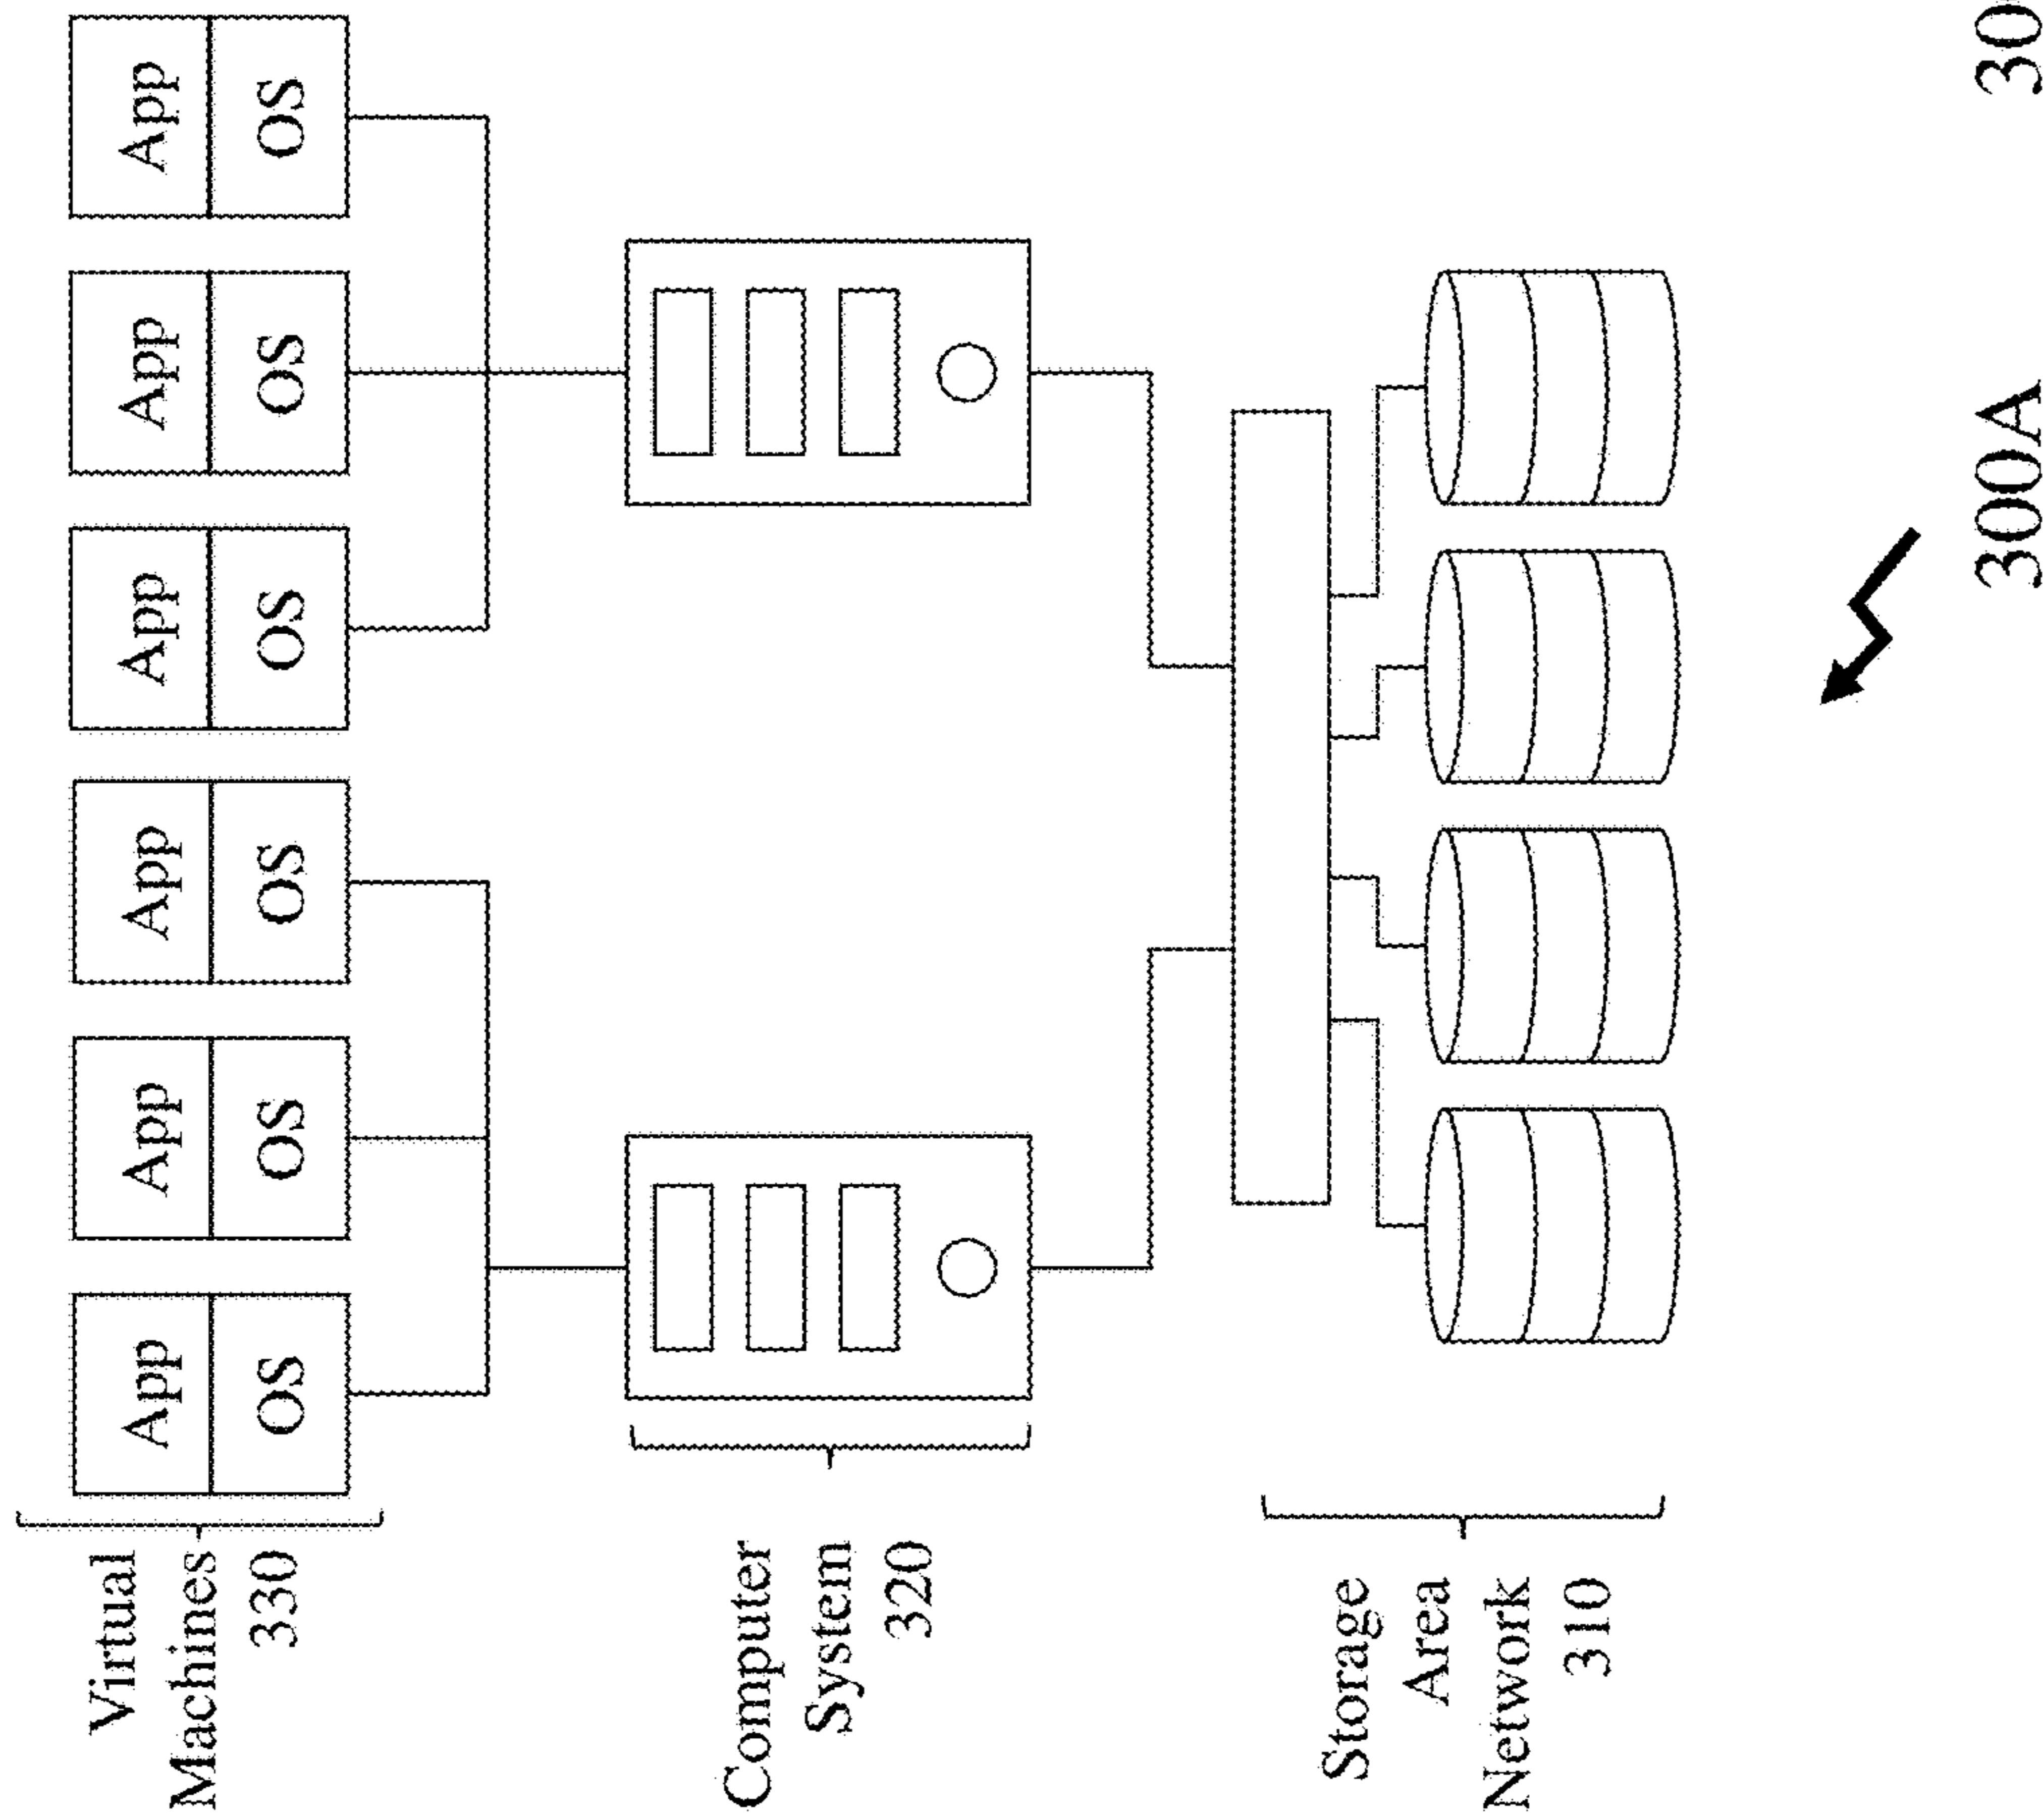 Virtual
Machines
330
App App App App App App
OS OS OS OS OS OS
Computer
System
320
Storage
Area
Network
310
300A
30